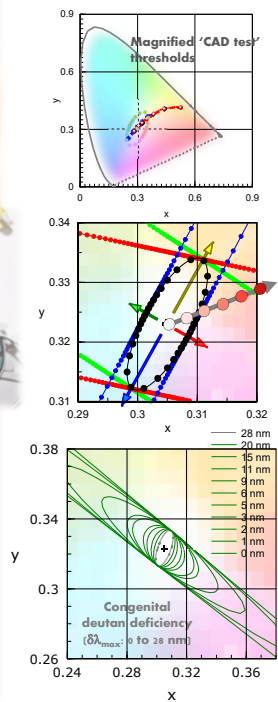 0.9
Magnified 'CAD test'
thresholds
0.6
y
0.3
0
0 0.3 0.6 0.9
x
0.34
0.33
y
0.32
0.31
0.29 0.30 0.31 0.32
x
28 nm
0.38 20 nm
15 nm
11 nm
9 nm
6 nm
0.34 5 nm
3 nm
2 nm
1 nm
y 0 nm
0.3
Congenital
deutan deficiency
(δλmax: 0 to 28 nm)
0.26
0.24 0.28 0.32 0.36
x